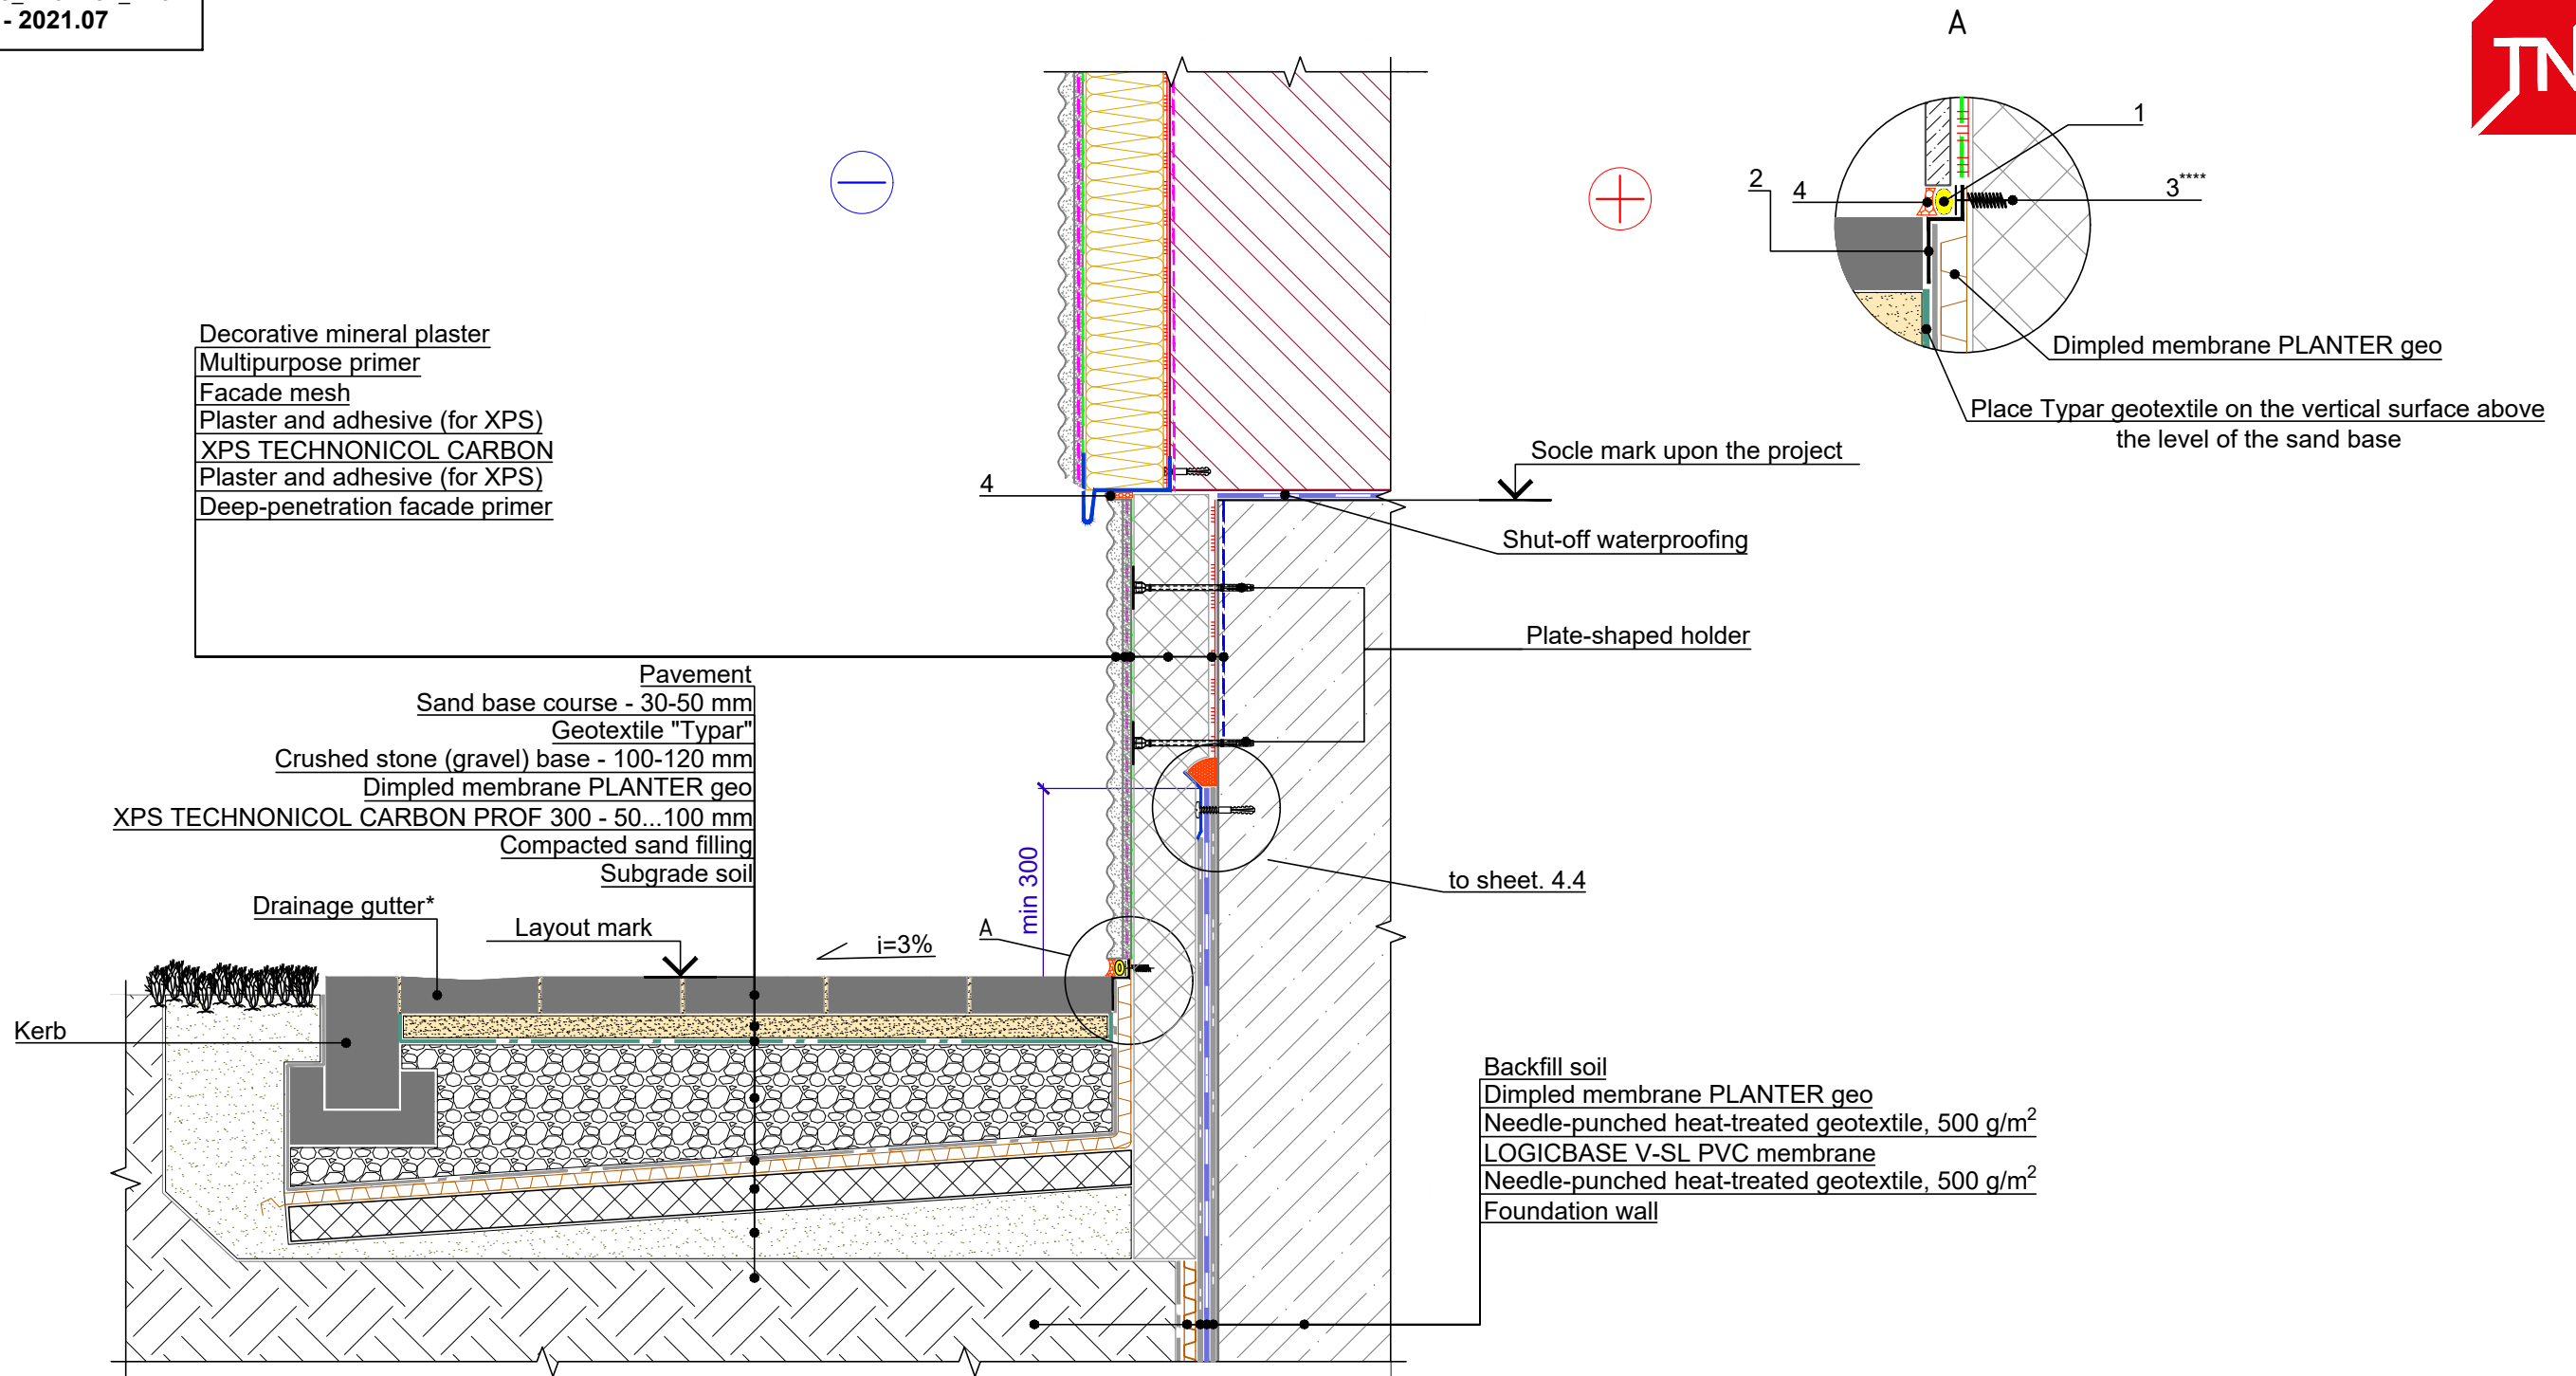 - 2021.07
A
TN
1
2
4
3****
Dimpled membrane PLANTER geo
Place Typar geotextile on the vertical surface above
the level of the sand base
Decorative mineral plaster
Multipurpose primer
Facade mesh
Plaster and adhesive (for XPS)
XPS TECHNONICOL CARBON
Plaster and adhesive (for XPS)
Deep-penetration facade primer
4
Socle mark upon the project
Shut-off waterproofing
Plate-shaped holder
Pavement
Sand base course - 30-50 mm
Geotextile "Typar"
Crushed stone (gravel) base - 100-120 mm
Dimpled membrane PLANTER geo
XPS TECHNONICOL CARBON PROF 300 - 50...100 mm
Compacted sand filling
Subgrade soil
min 300
to sheet. 4.4
Drainage gutter*
Layout mark
i=3%
A
Kerb
Backfill soil
Dimpled membrane PLANTER geo
Needle-punched heat-treated geotextile, 500 g/m²
LOGICBASE V-SL PVC membrane
Needle-punched heat-treated geotextile, 500 g/m²
Foundation wall